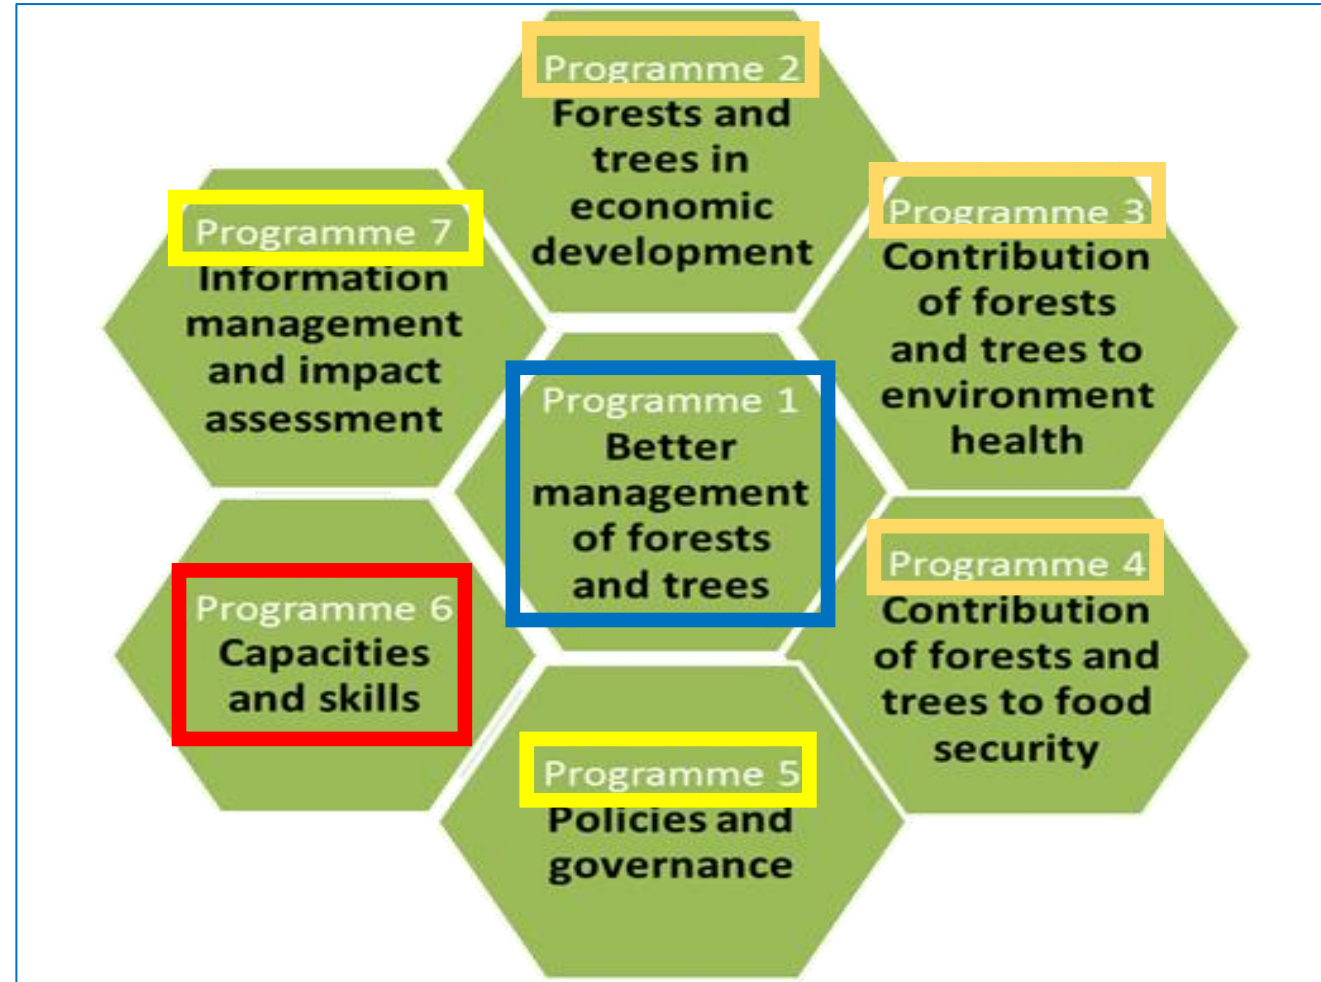 Programme 2
Forests and
trees in
economic
development
Programme 3
Contribution
of forests
and trees to
environment
health
Programme 7
Information
management
and impact
assessment
Programme 1
Better
management
of forests
and trees
Programme 4
Contribution
of forests and
trees to food
security
Programme 6
Capacities
and skills
Programme 5
Policies and
governance